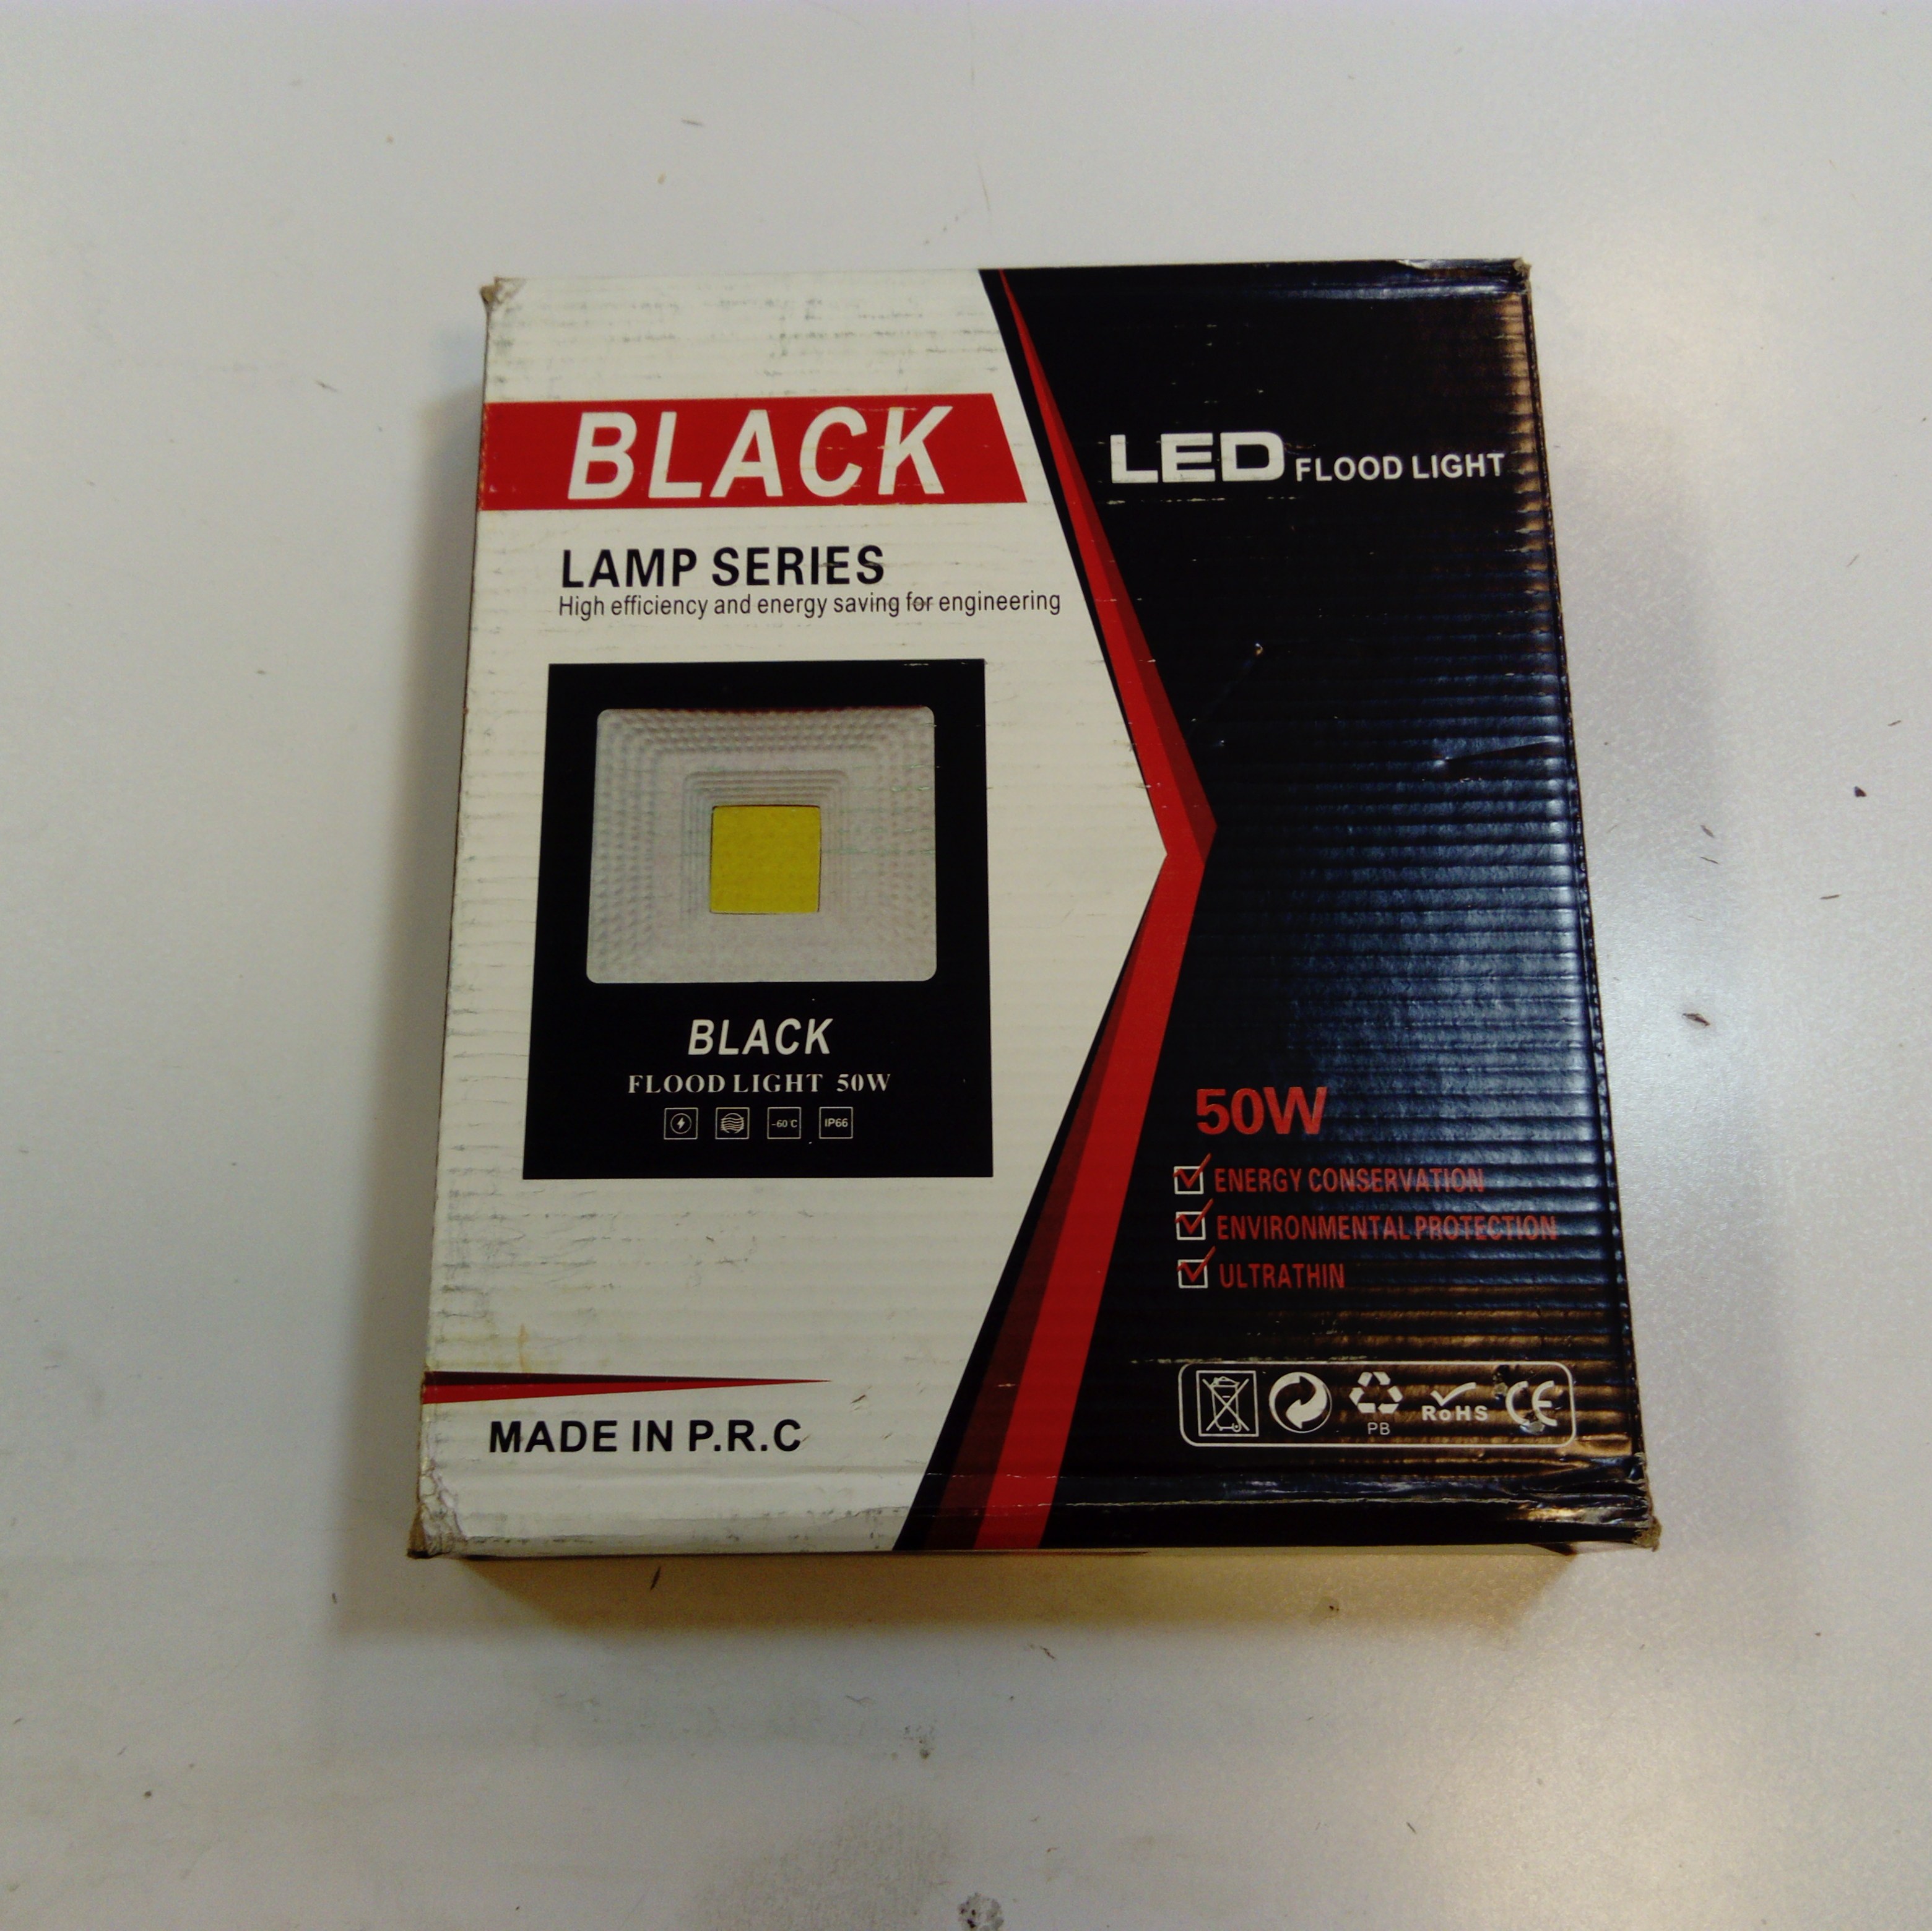 BLACK
LED FLOOD LIGHT
LAMP SERIES
High efficiency and energy saving for engineering
BLACK
FLOOD LIGHT 50W
-60℃
IP66
50W
ENERGY CONSERVATION
ENVIRONMENTAL PROTECTION
ULTRATHIN
PB
RoHS
CE
MADE IN P.R.C